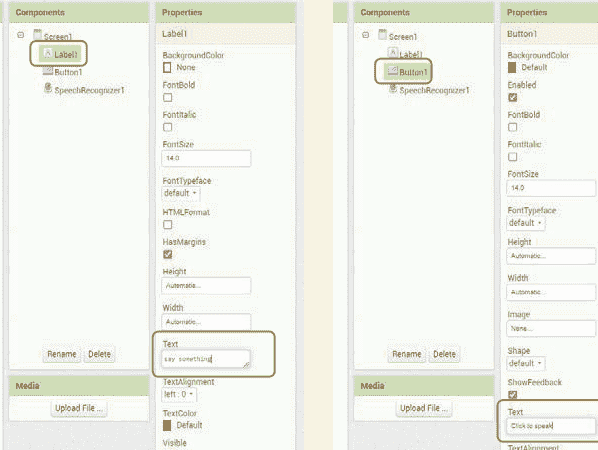 Components
Screen1
Label1
Button1
SpeechRecognizer1
Rename
Delete
Media
Upload File ...
Properties
Label1
BackgroundColor
None
FontBold
FontItalic
FontSize
14.0
FontTypeface
default
HTMLFormat
HasMargins
Height
Automatic...
Width
Automatic...
Text
say something
TextAlignment
left : 0
TextColor
Default
Visible
Components
Screen1
Label1
Button1
SpeechRecognizer1
Rename
Delete
Media
Upload File ...
Properties
Button1
BackgroundColor
Default
Enabled
FontBold
FontItalic
FontSize
14.0
FontTypeface
default
Height
Automatic...
Width
Automatic...
Image
None...
Shape
default
ShowFeedback
Text
Click to speak
TextAlignment